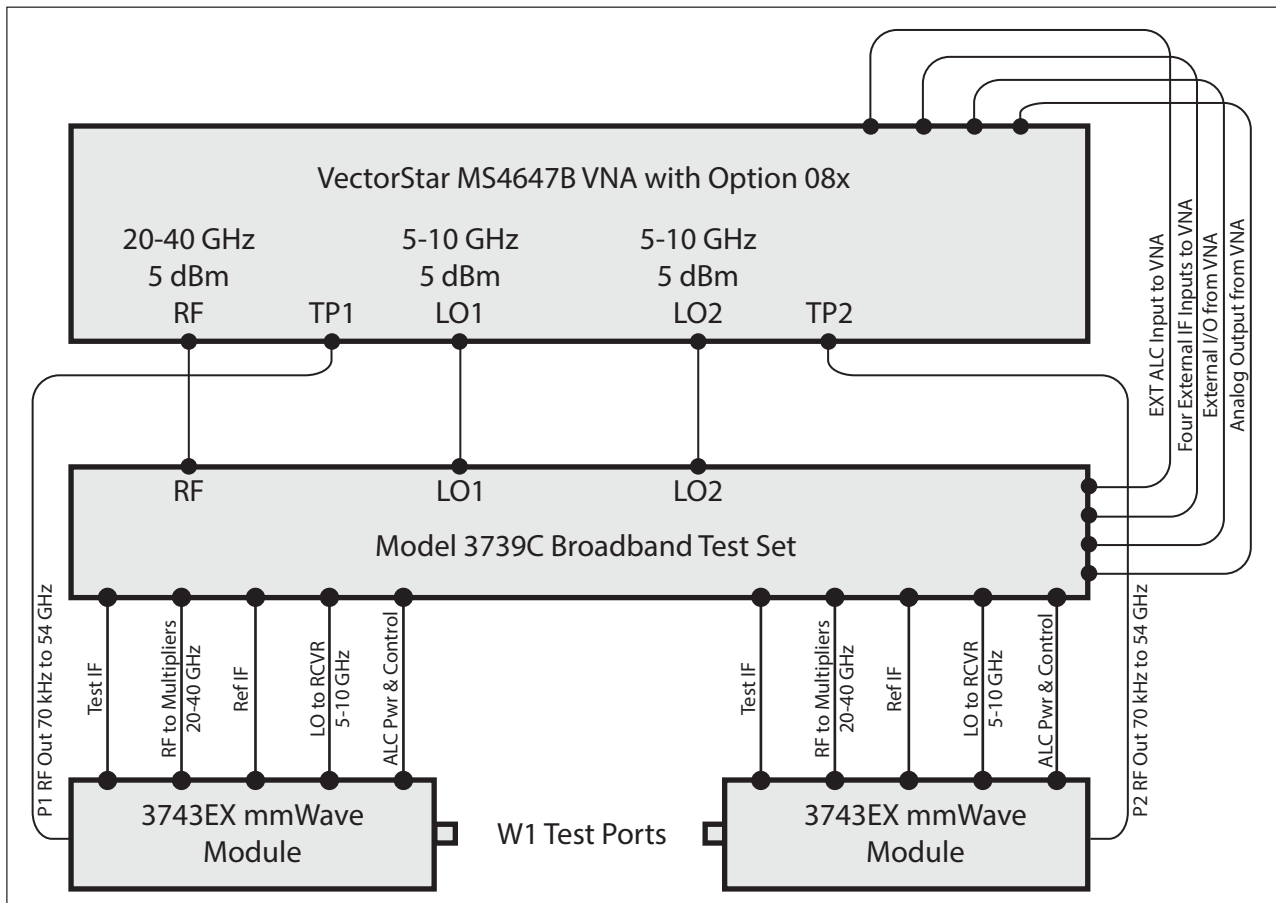 VectorStar MS4647B VNA with Option 08x
20-40 GHz
5 dBm
RF
TP1
5-10 GHz
5 dBm
LO1
5-10 GHz
5 dBm
LO2
TP2
EXT ALC Input to VNA
Four External IF Inputs to VNA
External I/O from VNA
Analog Output from VNA
RF
LO1
LO2
Model 3739C Broadband Test Set
P1 RF Out 70 kHz to 54 GHz
Test IF
RF to Multipliers
20-40 GHz
Ref IF
LO to RCVR
5-10 GHz
ALC Pwr & Control
Test IF
RF to Multipliers
20-40 GHz
Ref IF
LO to RCVR
5-10 GHz
ALC Pwr & Control
P2 RF Out 70 kHz to 54 GHz
3743EX mmWave
Module
W1 Test Ports
3743EX mmWave
Module